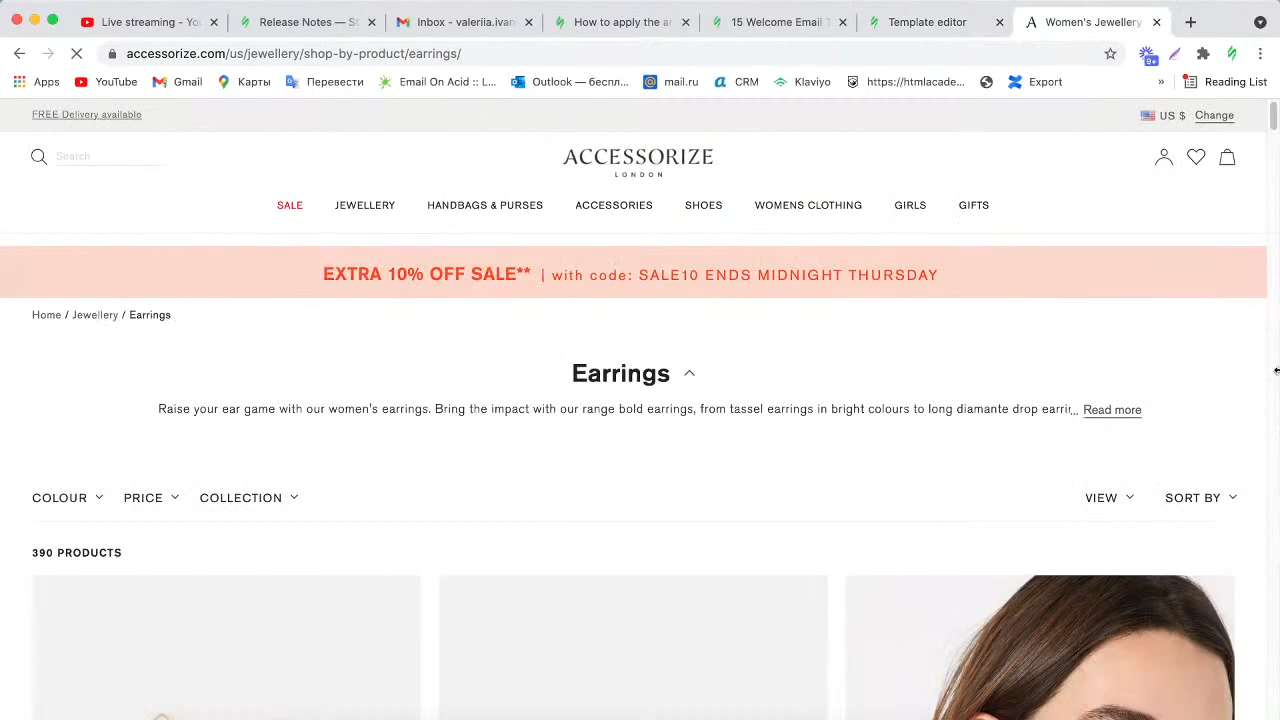 Live streaming - You
Release Notes — St
Inbox - valeriia.ivan
How to apply the a
15 Welcome Email T
Template editor
Women's Jewellery
accessorize.com/us/jewellery/shop-by-product/earrings/
9+
Apps
YouTube
Gmail
Карты
Перевести
Email On Acid :: L...
Outlook — беспл...
mail.ru
CRM
Klaviyo
https://htmlacade...
Export
»
Reading List
FREE Delivery available
US $ Change
Search
ACCESSORIZE
LONDON
SALE
JEWELLERY
HANDBAGS & PURSES
ACCESSORIES
SHOES
WOMENS CLOTHING
GIRLS
GIFTS
EXTRA 10% OFF SALE** | with code: SALE10 ENDS MIDNIGHT THURSDAY
Home / Jewellery / Earrings
Earrings
Raise your ear game with our women's earrings. Bring the impact with our range bold earrings, from tassel earrings in bright colours to long diamante drop earrir... Read more
COLOUR
PRICE
COLLECTION
VIEW
SORT BY
390 PRODUCTS